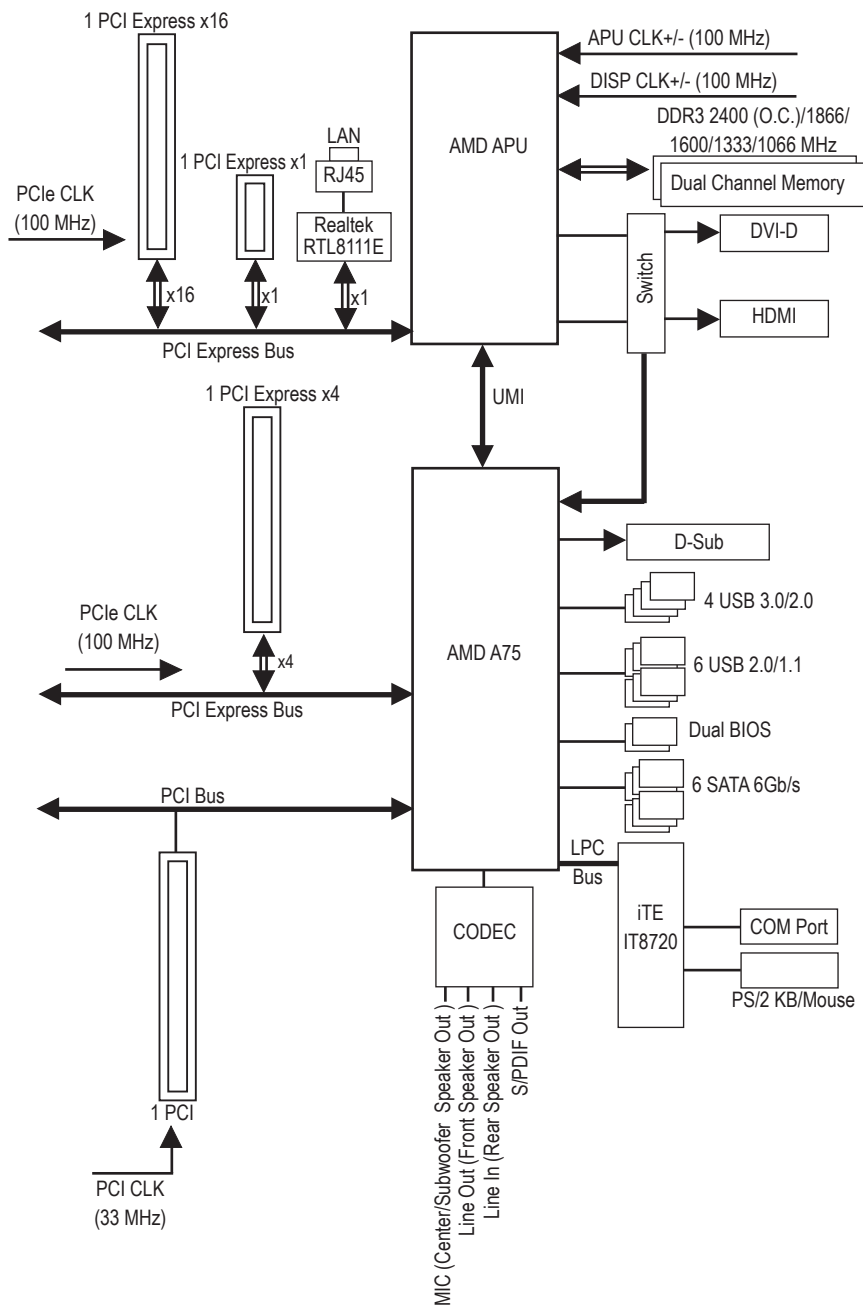 1 PCI Express x16
APU CLK+/- (100 MHz)
DISP CLK+/- (100 MHz)
DDR3 2400 (O.C.)/1866/
1600/1333/1066 MHz
Dual Channel Memory
AMD APU
LAN
RJ45
1 PCI Express x1
Realtek
RTL8111E
PCIe CLK
(100 MHz)
x16
x1
x1
PCI Express Bus
Switch
DVI-D
HDMI
UMI
1 PCI Express x4
PCIe CLK
(100 MHz)
x4
PCI Express Bus
AMD A75
D-Sub
4 USB 3.0/2.0
6 USB 2.0/1.1
Dual BIOS
6 SATA 6Gb/s
PCI Bus
LPC
Bus
iTE
IT8720
COM Port
PS/2 KB/Mouse
CODEC
MIC (Center/Subwoofer Speaker Out )
Line Out (Front Speaker Out )
Line In (Rear Speaker Out )
S/PDIF Out
1 PCI
PCI CLK
(33 MHz)